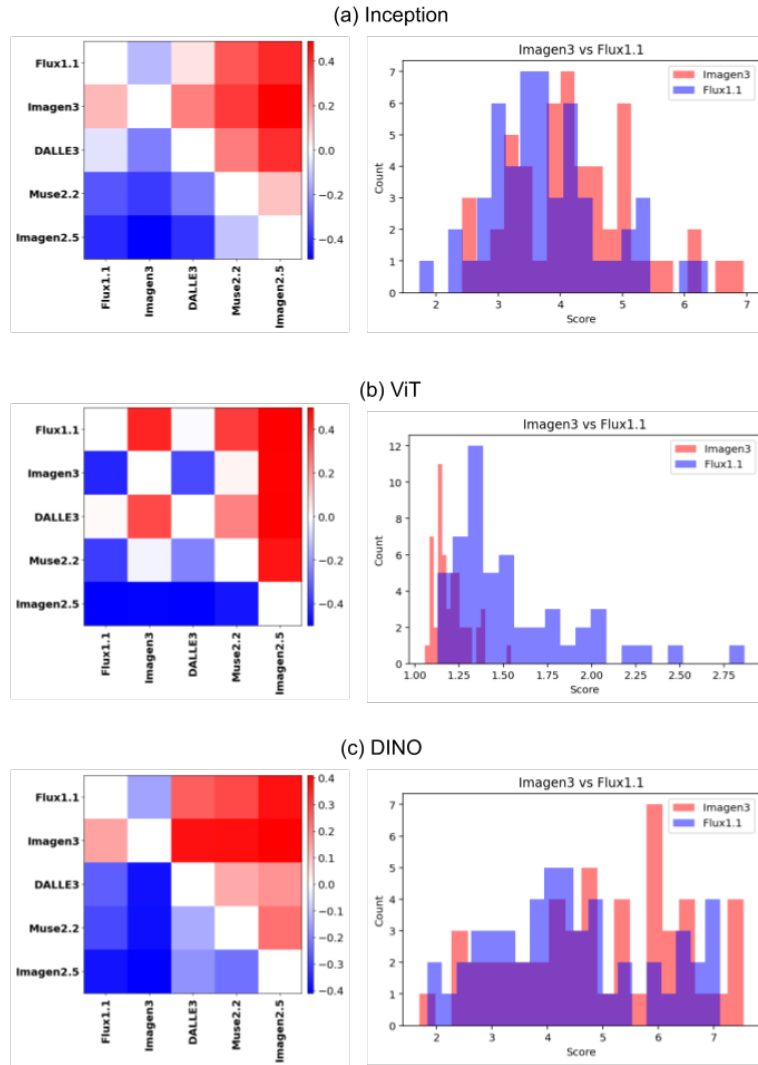 (a) Inception
Flux1.1
Imagen3
DALLE3
Muse2.2
Imagen2.5
Flux1.1
Imagen3
DALLE3
Muse2.2
Imagen2.5
0.4
0.2
0.0
−0.2
−0.4
Imagen3 vs Flux1.1
Imagen3
Flux1.1
Count
7
6
5
4
3
2
1
0
2 3 4 5 6 7
Score
(b) ViT
Flux1.1
Imagen3
DALLE3
Muse2.2
Imagen2.5
Flux1.1
Imagen3
DALLE3
Muse2.2
Imagen2.5
0.4
0.2
0.0
−0.2
−0.4
Imagen3 vs Flux1.1
Imagen3
Flux1.1
Count
12
10
8
6
4
2
0
1.00 1.25 1.50 1.75 2.00 2.25 2.50 2.75
Score
(c) DINO
Flux1.1
Imagen3
DALLE3
Muse2.2
Imagen2.5
Flux1.1
Imagen3
DALLE3
Muse2.2
Imagen2.5
0.4
0.3
0.2
0.1
0.0
−0.1
−0.2
−0.3
−0.4
Imagen3 vs Flux1.1
Imagen3
Flux1.1
Count
7
6
5
4
3
2
1
0
2 3 4 5 6 7
Score